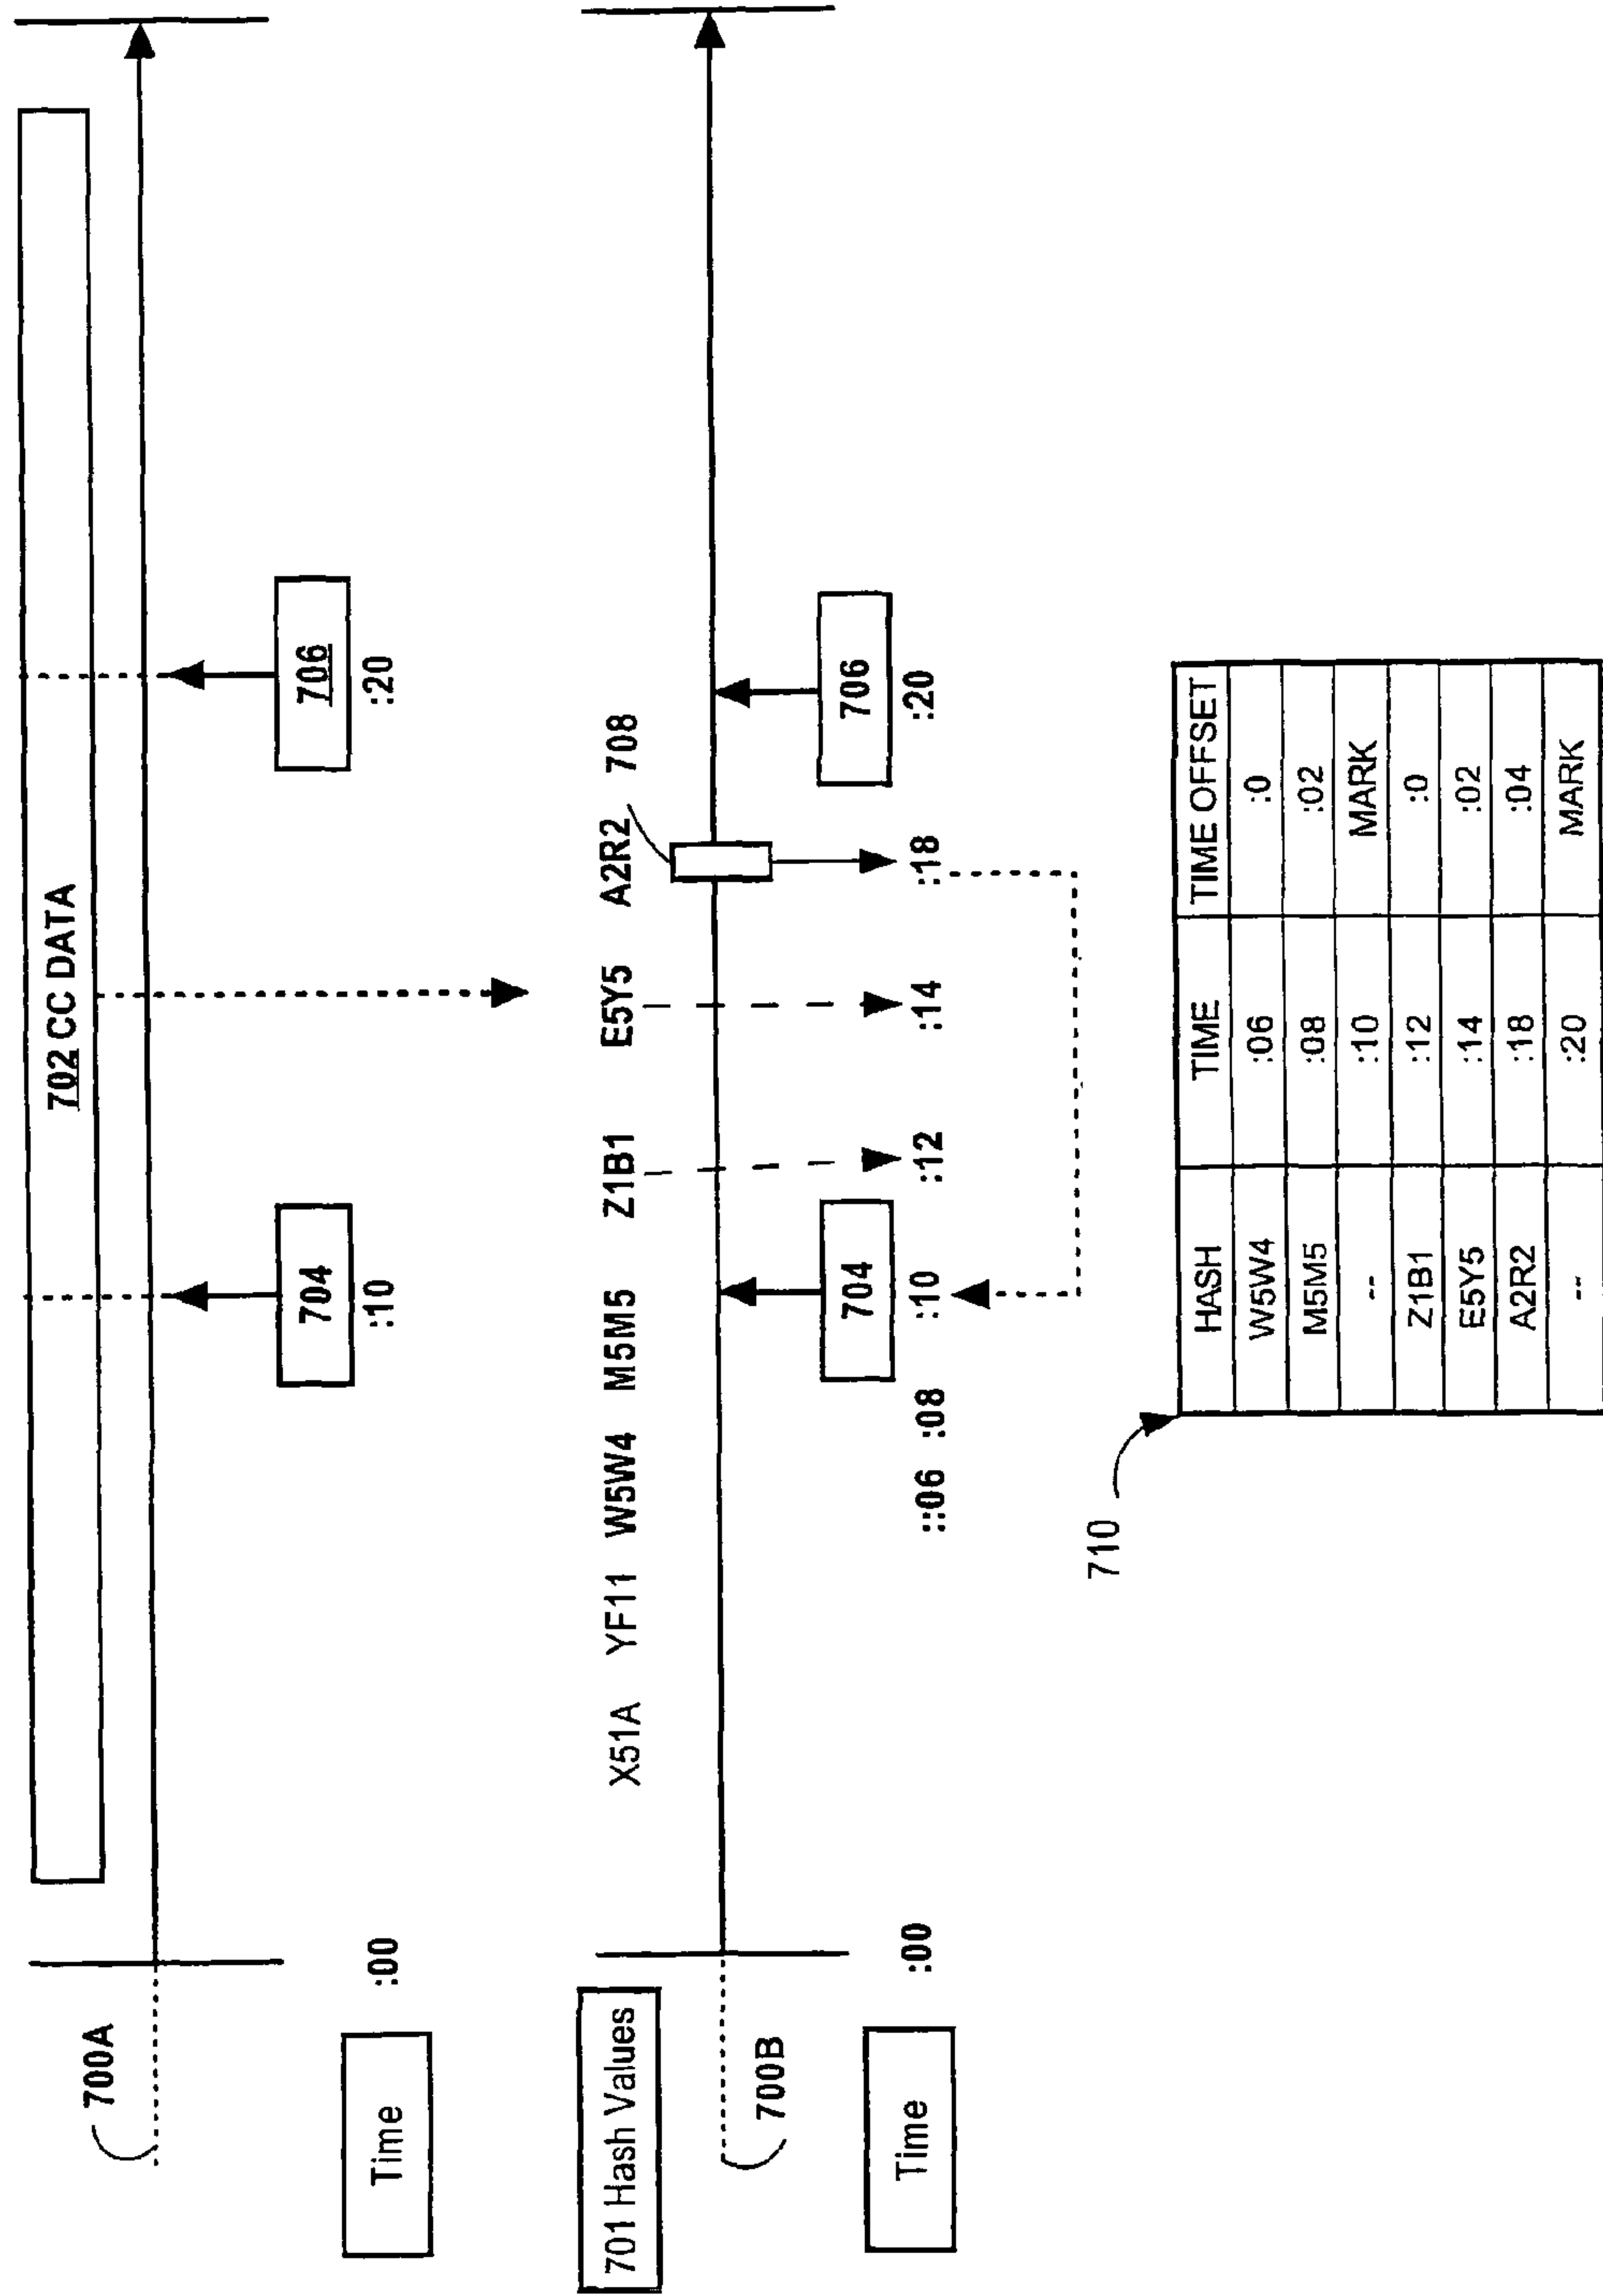 702 CC DATA
700A
704
706
Time
:00
:10
:20
701 Hash Values
X51A YF11 W5W4 M5M5 Z1B1 E5Y5 A2R2 708
700B
704
706
Time
:00
::06 :08 :10 :12 :14 :18 :20
710
HASH TIME TIME OFFSET
W5W4 :06 :0
M5M5 :08 :02
-- :10 MARK
Z1B1 :12 :0
E5Y5 :14 :02
A2R2 :18 :04
-- :20 MARK